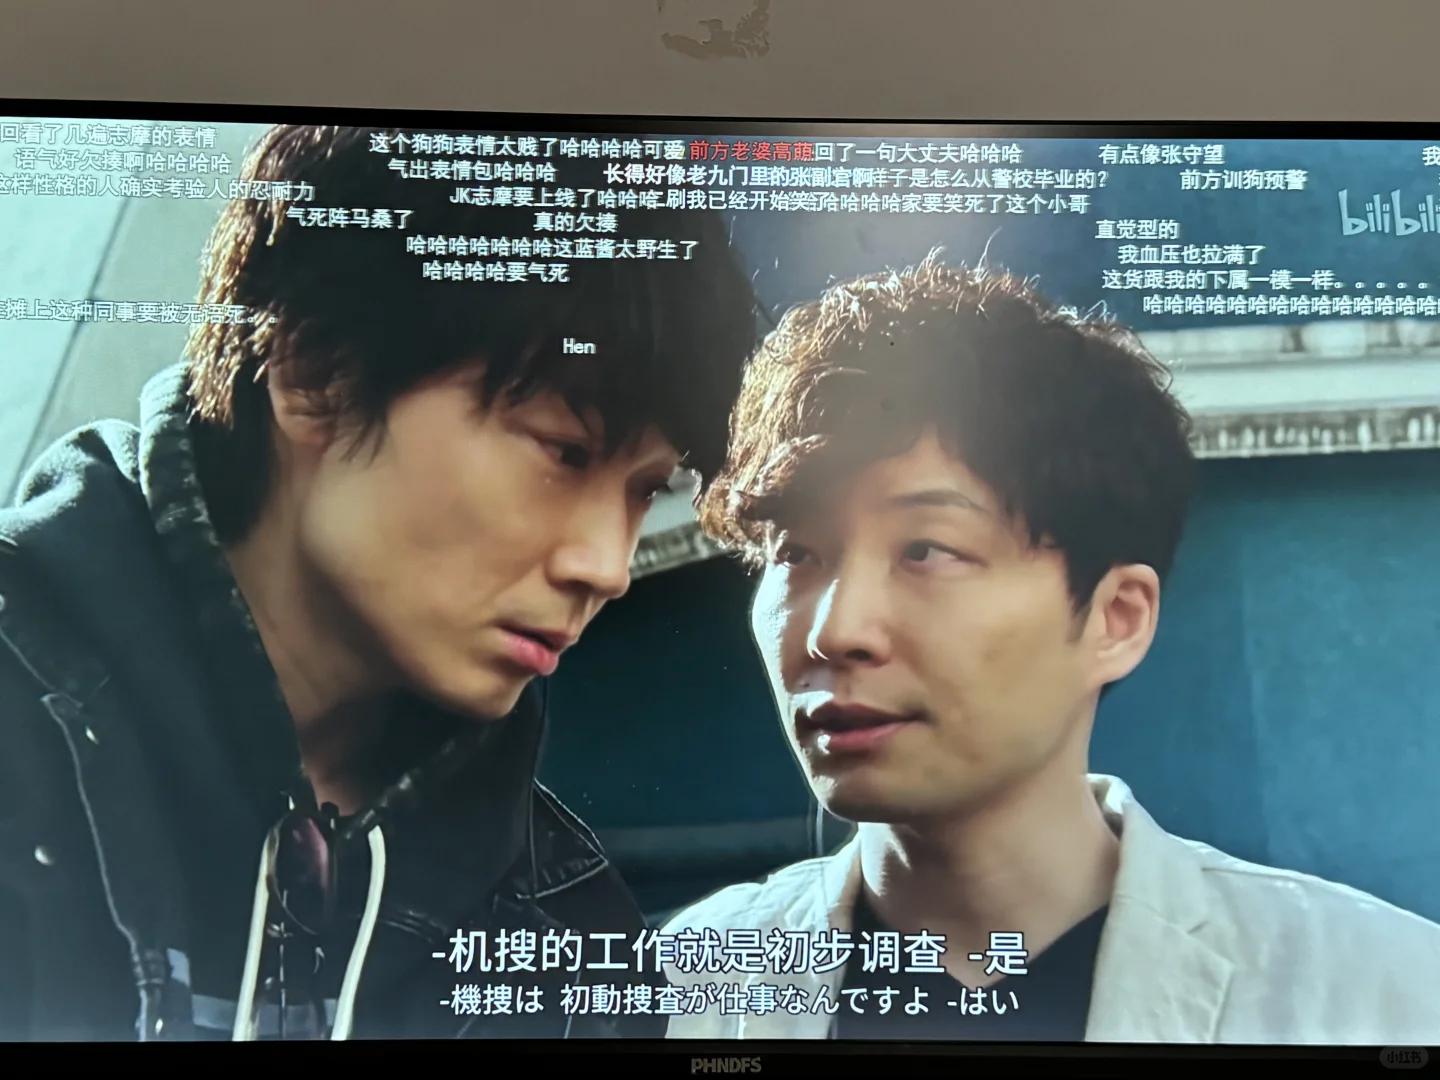 回看了几遍志摩的表情
这个狗狗表情太贱了哈哈哈哈可爱
前方老婆高萌
回了一句大丈夫哈哈哈
有点像张守望
我
语气好欠揍啊哈哈哈哈
气出表情包哈哈哈
长得好像老九门里的张副官啊
样子是怎么从警校毕业的?
前方训狗预警
这样性格的人确实考验人的忍耐力
JK志摩要上线了哈哈哈
二刷我已经开始笑了
哈哈哈哈家要笑死了这个小哥
bilibili
气死阵马桑了
真的欠揍
直觉型的
哈哈哈哈哈哈哈这蓝酱太野生了
我血压也拉满了
哈哈哈哈要气死
这货跟我的下属一模一样。。。。。
摊上这种同事要被无语死。。
哈哈哈哈哈哈哈哈哈哈哈哈哈哈
Hen
-机搜的工作就是初步调查 -是
-機捜は 初動捜査が仕事なんですよ -はい
PHNDFS
小红书